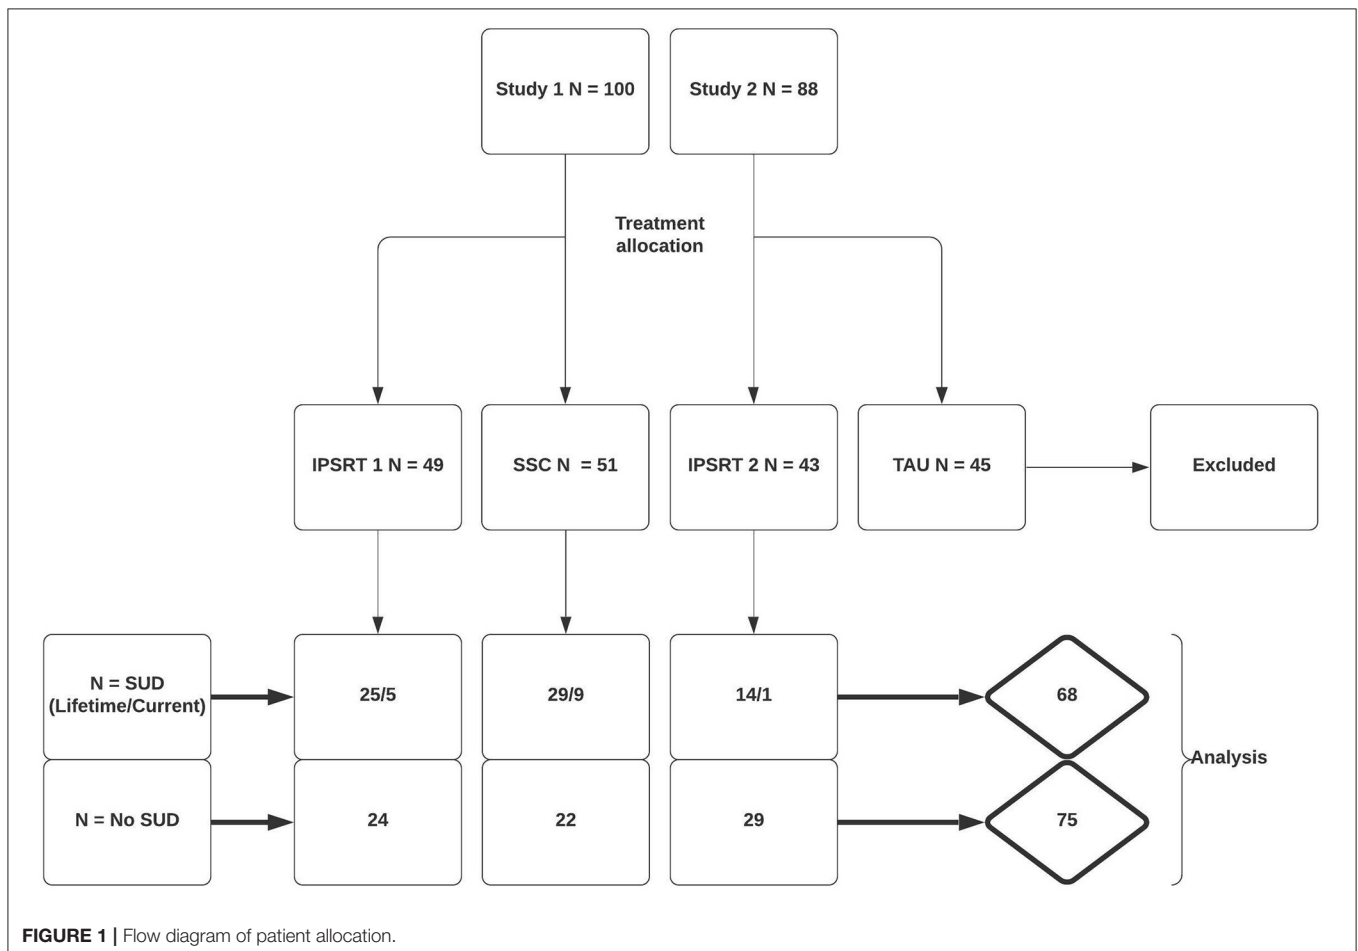 Study 1 N = 100
Study 2 N = 88
Treatment
allocation
IPSRT 1 N = 49
SSC N = 51
IPSRT 2 N = 43
TAU N = 45
Excluded
N = SUD
(Lifetime/Current)
25/5
29/9
14/1
68
Analysis
N = No SUD
24
22
29
75
FIGURE 1 | Flow diagram of patient allocation.